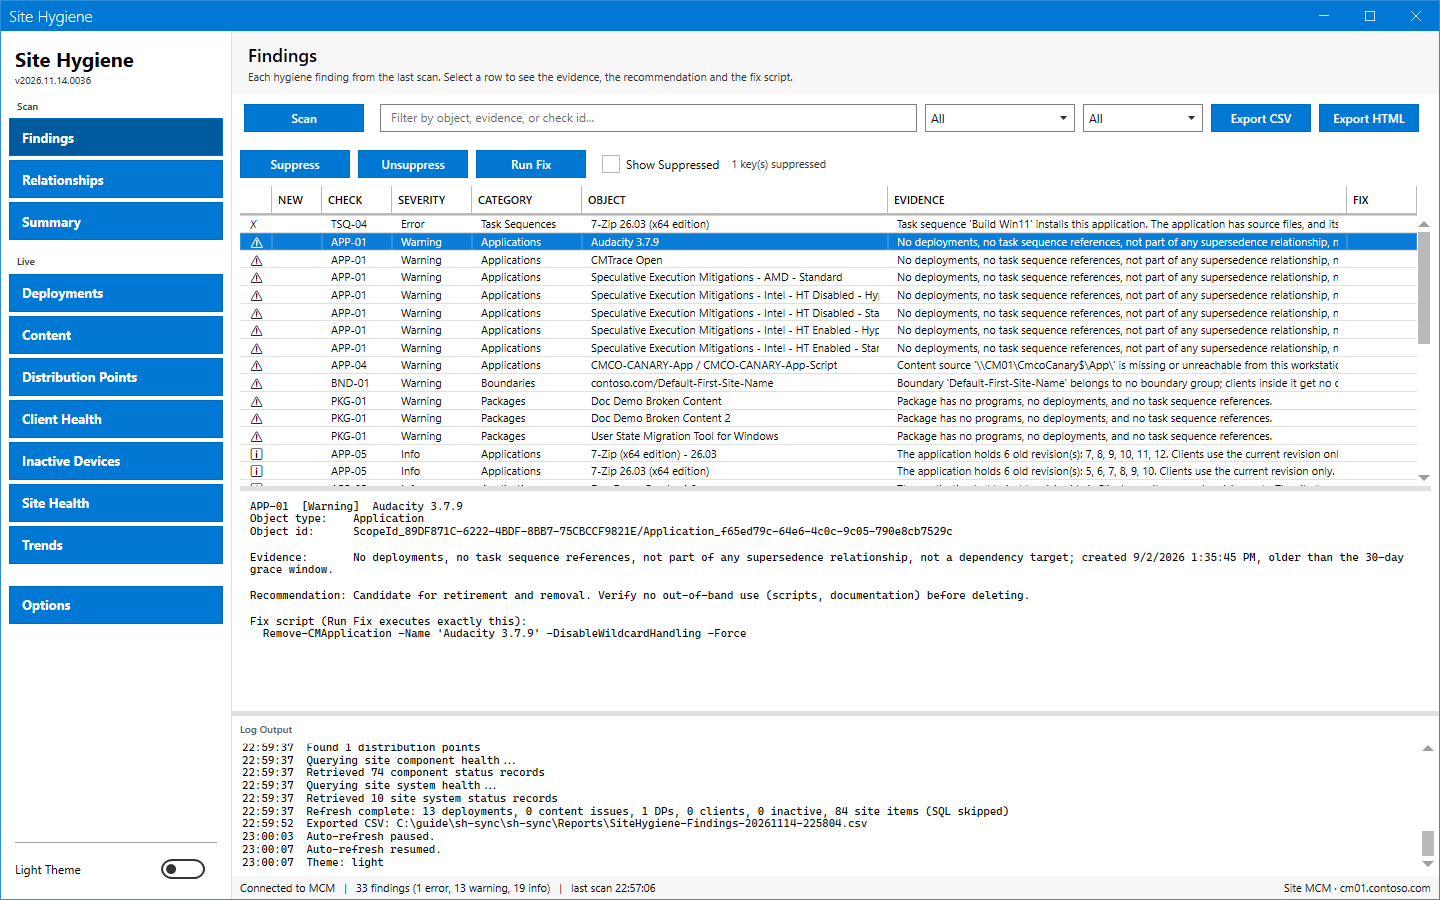 Site Hygiene
Site Hygiene
v2026.11.14.0036
Scan
Findings
Relationships
Summary
Live
Deployments
Content
Distribution Points
Client Health
Inactive Devices
Site Health
Trends
Options
Light Theme
Findings
Each hygiene finding from the last scan. Select a row to see the evidence, the recommendation and the fix script.
Scan
Filter by object, evidence, or check id...
All
All
Export CSV
Export HTML
Suppress
Unsuppress
Run Fix
Show Suppressed
1 key(s) suppressed
NEW CHECK SEVERITY CATEGORY OBJECT EVIDENCE FIX
X TSQ-04 Error Task Sequences 7-Zip 26.03 (x64 edition) Task sequence 'Build Win11' installs this application. The application has source files, and its
APP-01 Warning Applications Audacity 3.7.9 No deployments, no task sequence references, not part of any supersedence relationship, n
APP-01 Warning Applications CMTrace Open No deployments, no task sequence references, not part of any supersedence relationship, n
APP-01 Warning Applications Speculative Execution Mitigations - AMD - Standard No deployments, no task sequence references, not part of any supersedence relationship, n
APP-01 Warning Applications Speculative Execution Mitigations - Intel - HT Disabled - Hyp No deployments, no task sequence references, not part of any supersedence relationship, n
APP-01 Warning Applications Speculative Execution Mitigations - Intel - HT Disabled - Sta No deployments, no task sequence references, not part of any supersedence relationship, n
APP-01 Warning Applications Speculative Execution Mitigations - Intel - HT Enabled - Hyp No deployments, no task sequence references, not part of any supersedence relationship, n
APP-01 Warning Applications Speculative Execution Mitigations - Intel - HT Enabled - Star No deployments, no task sequence references, not part of any supersedence relationship, n
APP-04 Warning Applications CMCO-CANARY-App / CMCO-CANARY-App-Script Content source '\\CM01\CmcoCanary$\App\' is missing or unreachable from this workstatic
BND-01 Warning Boundaries contoso.com/Default-First-Site-Name Boundary 'Default-First-Site-Name' belongs to no boundary group; clients inside it get no c
PKG-01 Warning Packages Doc Demo Broken Content Package has no programs, no deployments, and no task sequence references.
PKG-01 Warning Packages Doc Demo Broken Content 2 Package has no programs, no deployments, and no task sequence references.
PKG-01 Warning Packages User State Migration Tool for Windows Package has no programs, no deployments, and no task sequence references.
APP-05 Info Applications 7-Zip (x64 edition) - 26.03 The application holds 6 old revision(s): 7, 8, 9, 10, 11, 12. Clients use the current revision onl
APP-05 Info Applications 7-Zip 26.03 (x64 edition) The application holds 6 old revision(s): 5, 6, 7, 8, 9, 10. Clients use the current revision only.
APP-01 [Warning] Audacity 3.7.9
Object type: Application
Object id: ScopeId_89DF871C-6222-4BDF-8BB7-75CBCCF9821E/Application_f65ed79c-64e6-4c0c-9c05-790e8cb7529c
Evidence: No deployments, no task sequence references, not part of any supersedence relationship, not a dependency target; created 9/2/2026 1:35:45 PM, older than the 30-day
grace window.
Recommendation: Candidate for retirement and removal. Verify no out-of-band use (scripts, documentation) before deleting.
Fix script (Run Fix executes exactly this):
Remove-CMApplication -Name 'Audacity 3.7.9' -DisableWildcardHandling -Force
Log Output
22:59:37 Found 1 distribution points
22:59:37 Querying site component health...
22:59:37 Retrieved 74 component status records
22:59:37 Querying site system health...
22:59:37 Retrieved 10 site system status records
22:59:37 Refresh complete: 13 deployments, 0 content issues, 1 DPs, 0 clients, 0 inactive, 84 site items (SQL skipped)
22:59:52 Exported CSV: C:\guide\sh-sync\sh-sync\Reports\SiteHygiene-Findings-20261114-225804.csv
23:00:03 Auto-refresh paused.
23:00:07 Auto-refresh resumed.
23:00:07 Theme: light
Connected to MCM | 33 findings (1 error, 13 warning, 19 info) | last scan 22:57:06
Site MCM · cm01.contoso.com